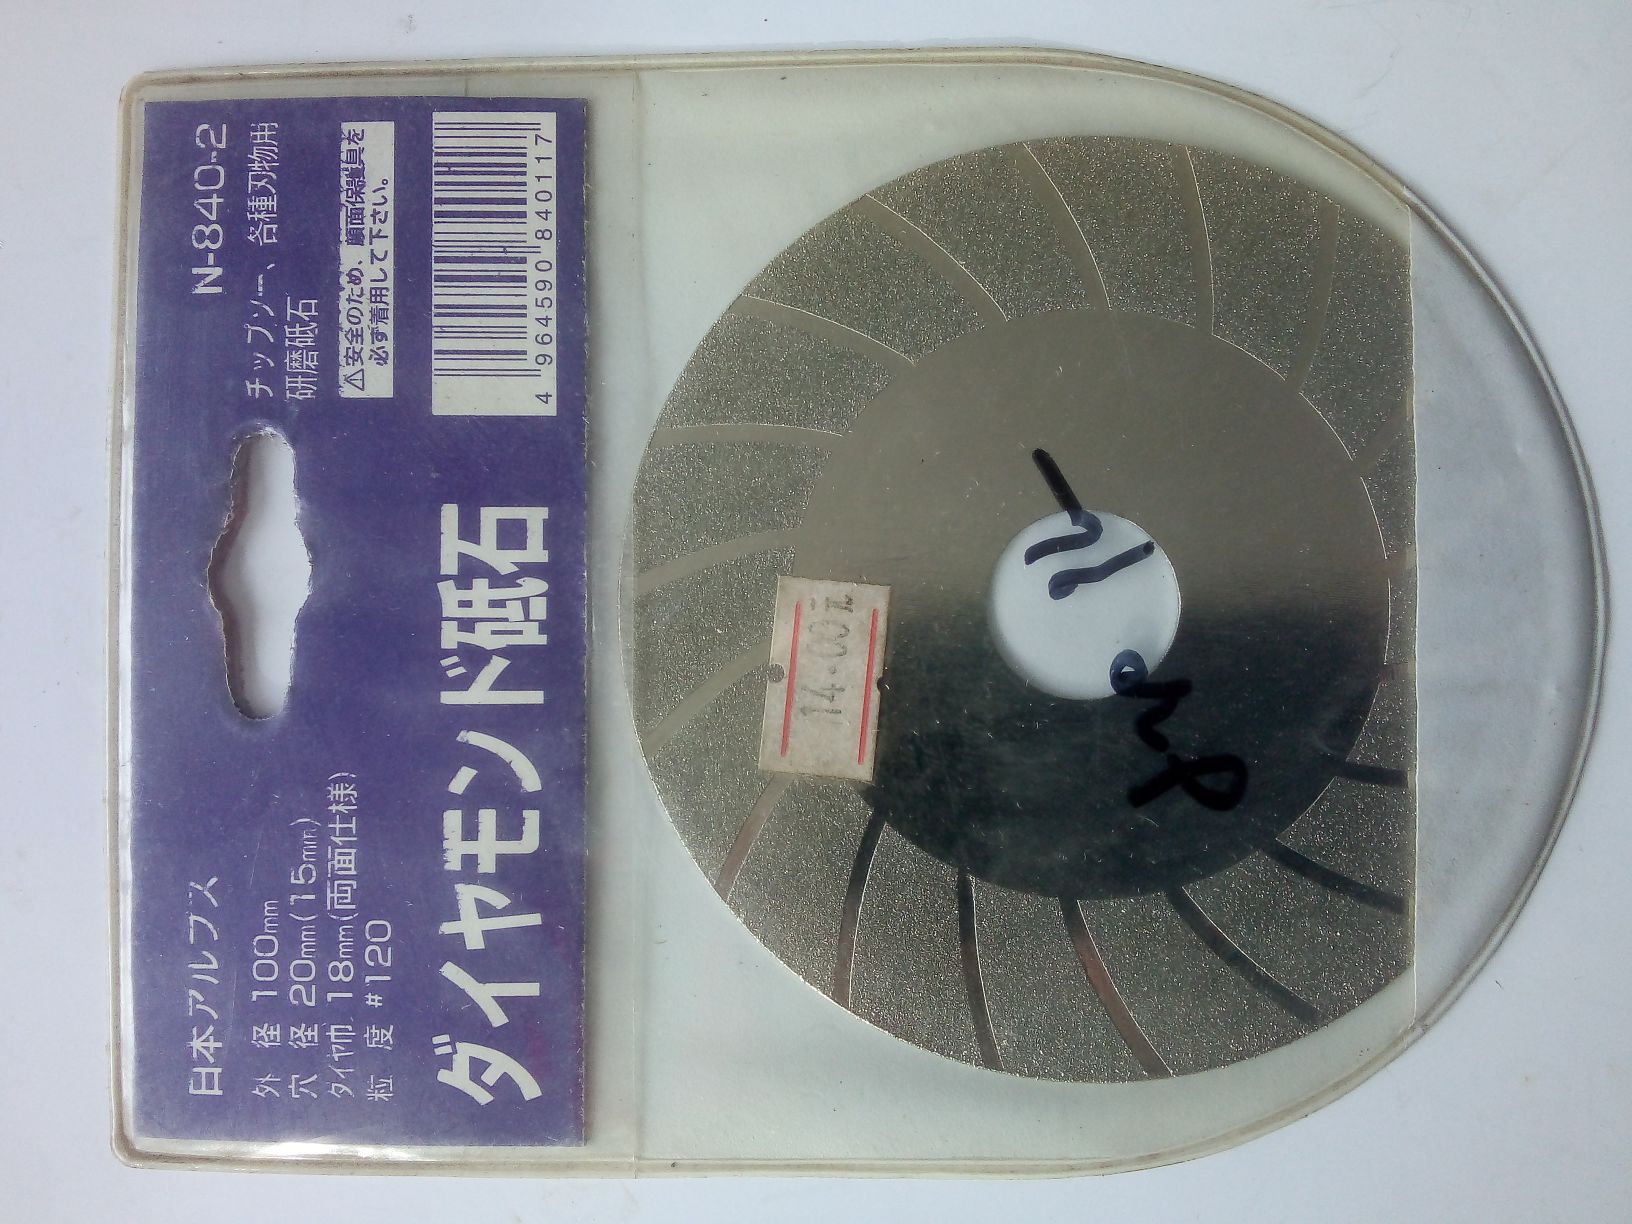 日本アルプス
N-840-2
外 径 100mm
穴 径 20mm(15mm)
ダイヤ巾 18mm(両面仕様)
粒 度 #120
チップソー、各種刃物用
研磨砥石
⚠安全のため、顔面保護具を
必ず着用して下さい。
ダイヤモンド砥石
4 964590 840117
14.00